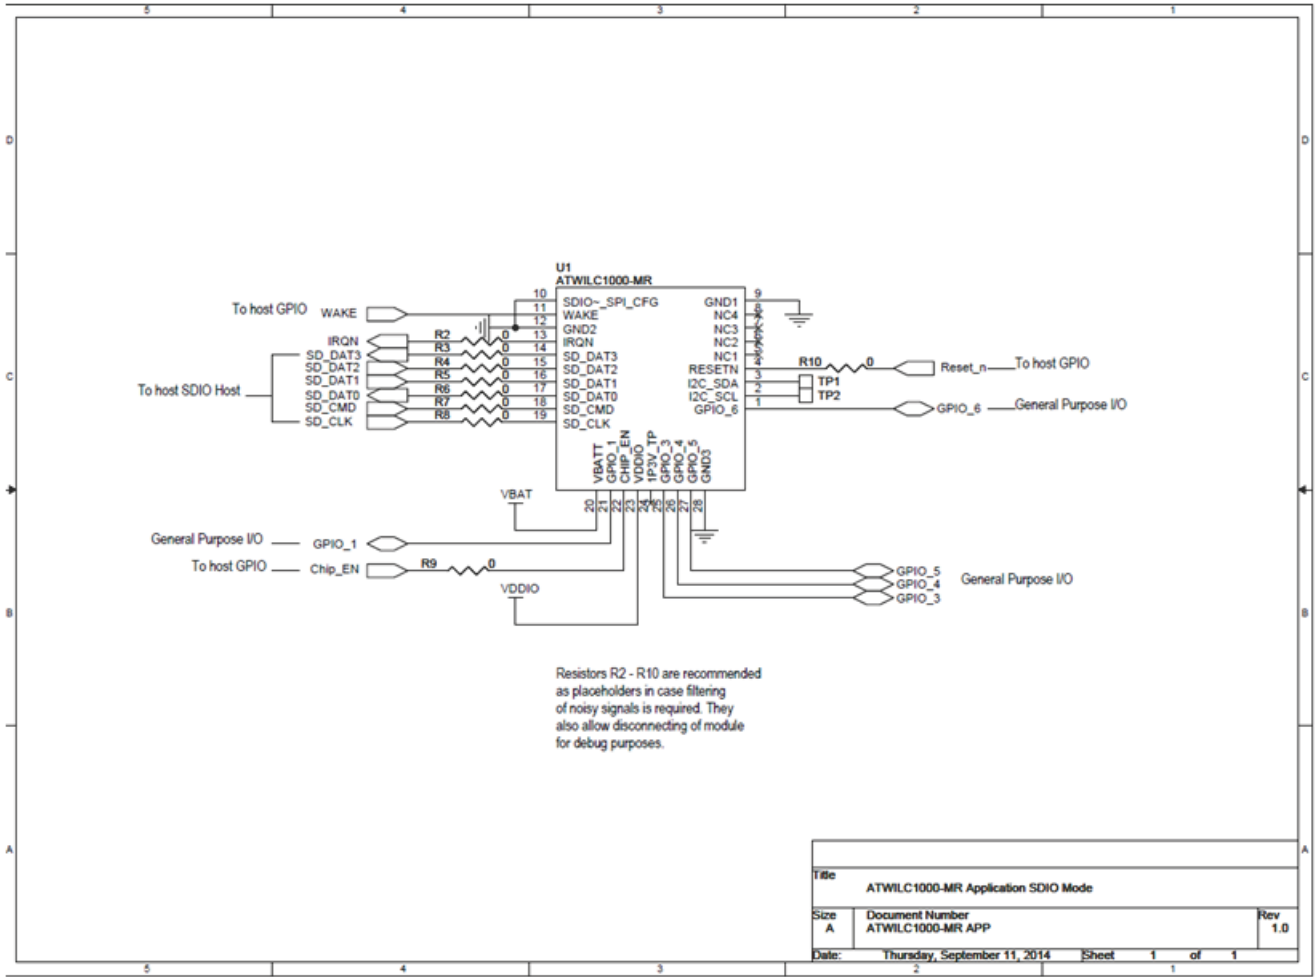 5 4 3 2 1
D D
U1
ATWILC1000-MR
10 SDIO~_SPI_CFG GND1 9
To host GPIO WAKE 11 WAKE NC4
12 GND2 NC3
IRQN R2 0 13 IRQN NC2
SD_DAT3 R3 0 14 SD_DAT3 NC1
SD_DAT2 R4 0 15 SD_DAT2 RESETN 4 R10 0 Reset_n To host GPIO
SD_DAT1 R5 0 16 SD_DAT1 I2C_SDA 3 TP1
C C
To host SDIO Host SD_DAT0 R6 0 17 SD_DAT0 I2C_SCL 2 TP2
SD_CMD R7 0 18 SD_CMD GPIO_6 1 GPIO_6 General Purpose I/O
SD_CLK R8 0 19 SD_CLK
VBATT GPIO_1 CHIP_EN VDDIO 1P3V_TP GPIO_3 GPIO_4 GPIO_5 GND3
20 21 22 23 24 25 26 27 28
VBAT
General Purpose I/O GPIO_1
To host GPIO Chip_EN R9 0
GPIO_5
GPIO_4 General Purpose I/O
GPIO_3
VDDIO
B B
Resistors R2 - R10 are recommended
as placeholders in case filtering
of noisy signals is required. They
also allow disconnecting of module
for debug purposes.
A A
Title
ATWILC1000-MR Application SDIO Mode
Size Document Number Rev
A ATWILC1000-MR APP 1.0
Date: Thursday, September 11, 2014 Sheet 1 of 1
5 4 3 2 1